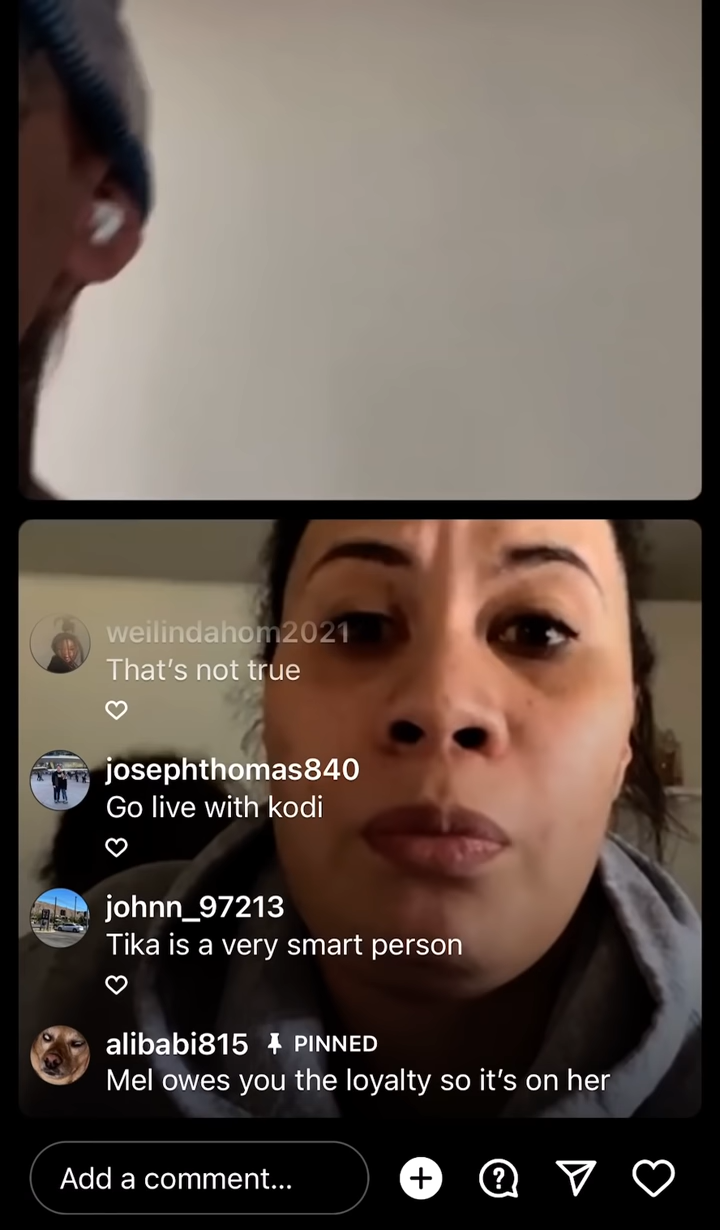 weilindahom2021
That’s not true
josephthomas840
Go live with kodi
johnn_97213
Tika is a very smart person
alibabi815 PINNED
Mel owes you the loyalty so it’s on her
Add a comment...